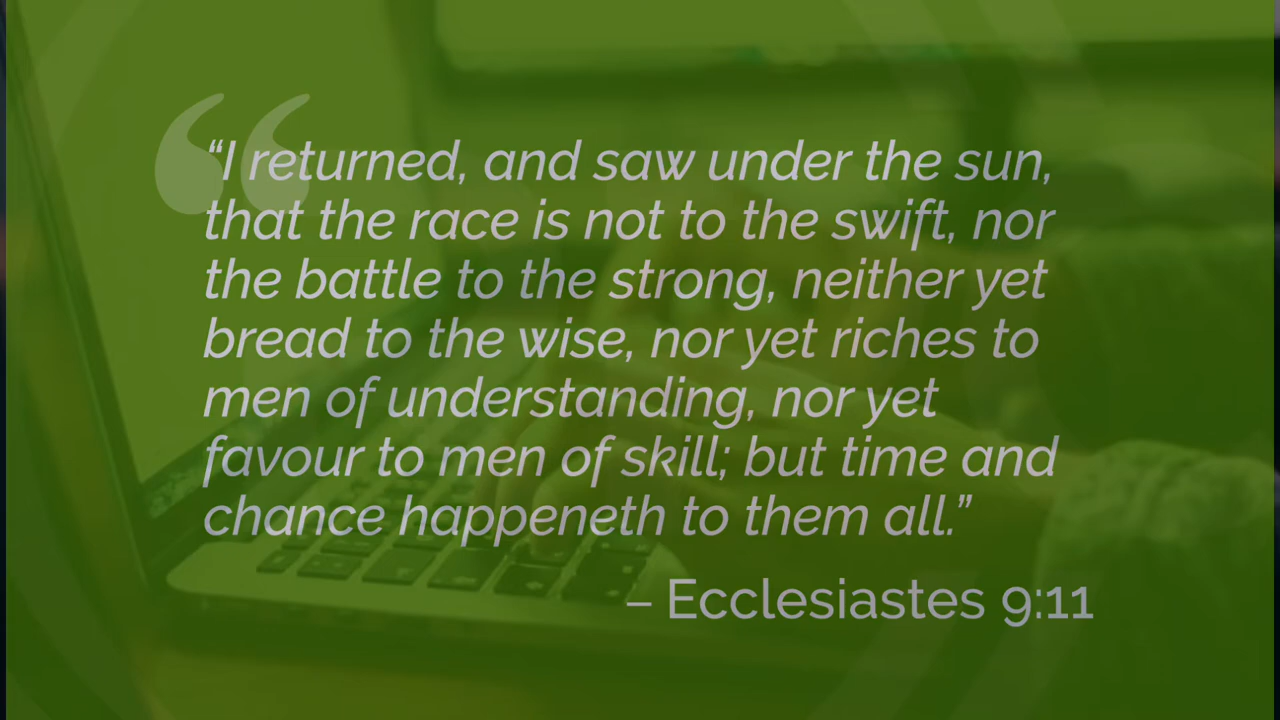 “I returned, and saw under the sun,
that the race is not to the swift, nor
the battle to the strong, neither yet
bread to the wise, nor yet riches to
men of understanding, nor yet
favour to men of skill; but time and
chance happeneth to them all.”
– Ecclesiastes 9:11